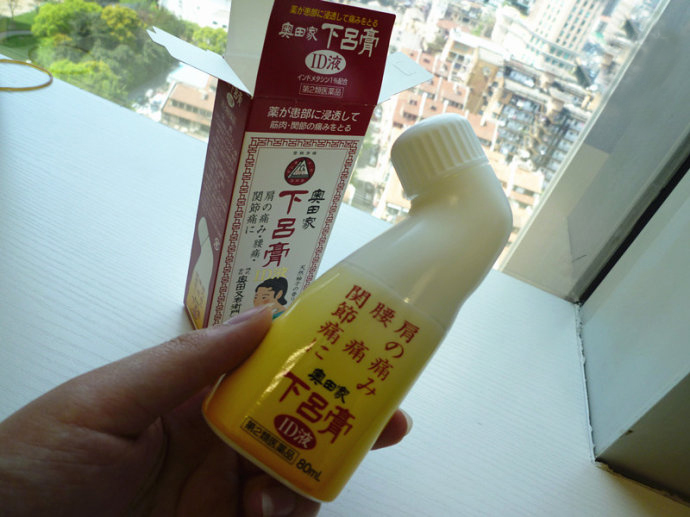 薬が患部に浸透して痛みをとる
奥田家
下呂膏
ID液
インドメタシン1%配合
第2類医薬品
薬が患部に浸透して
筋肉・関節の痛みをとる
奥田家
下呂膏
肩の痛み・腰痛・
関節痛に
肩の痛み
腰痛
関節痛に
奥田家
下呂膏
ID液
第2類医薬品
80mL